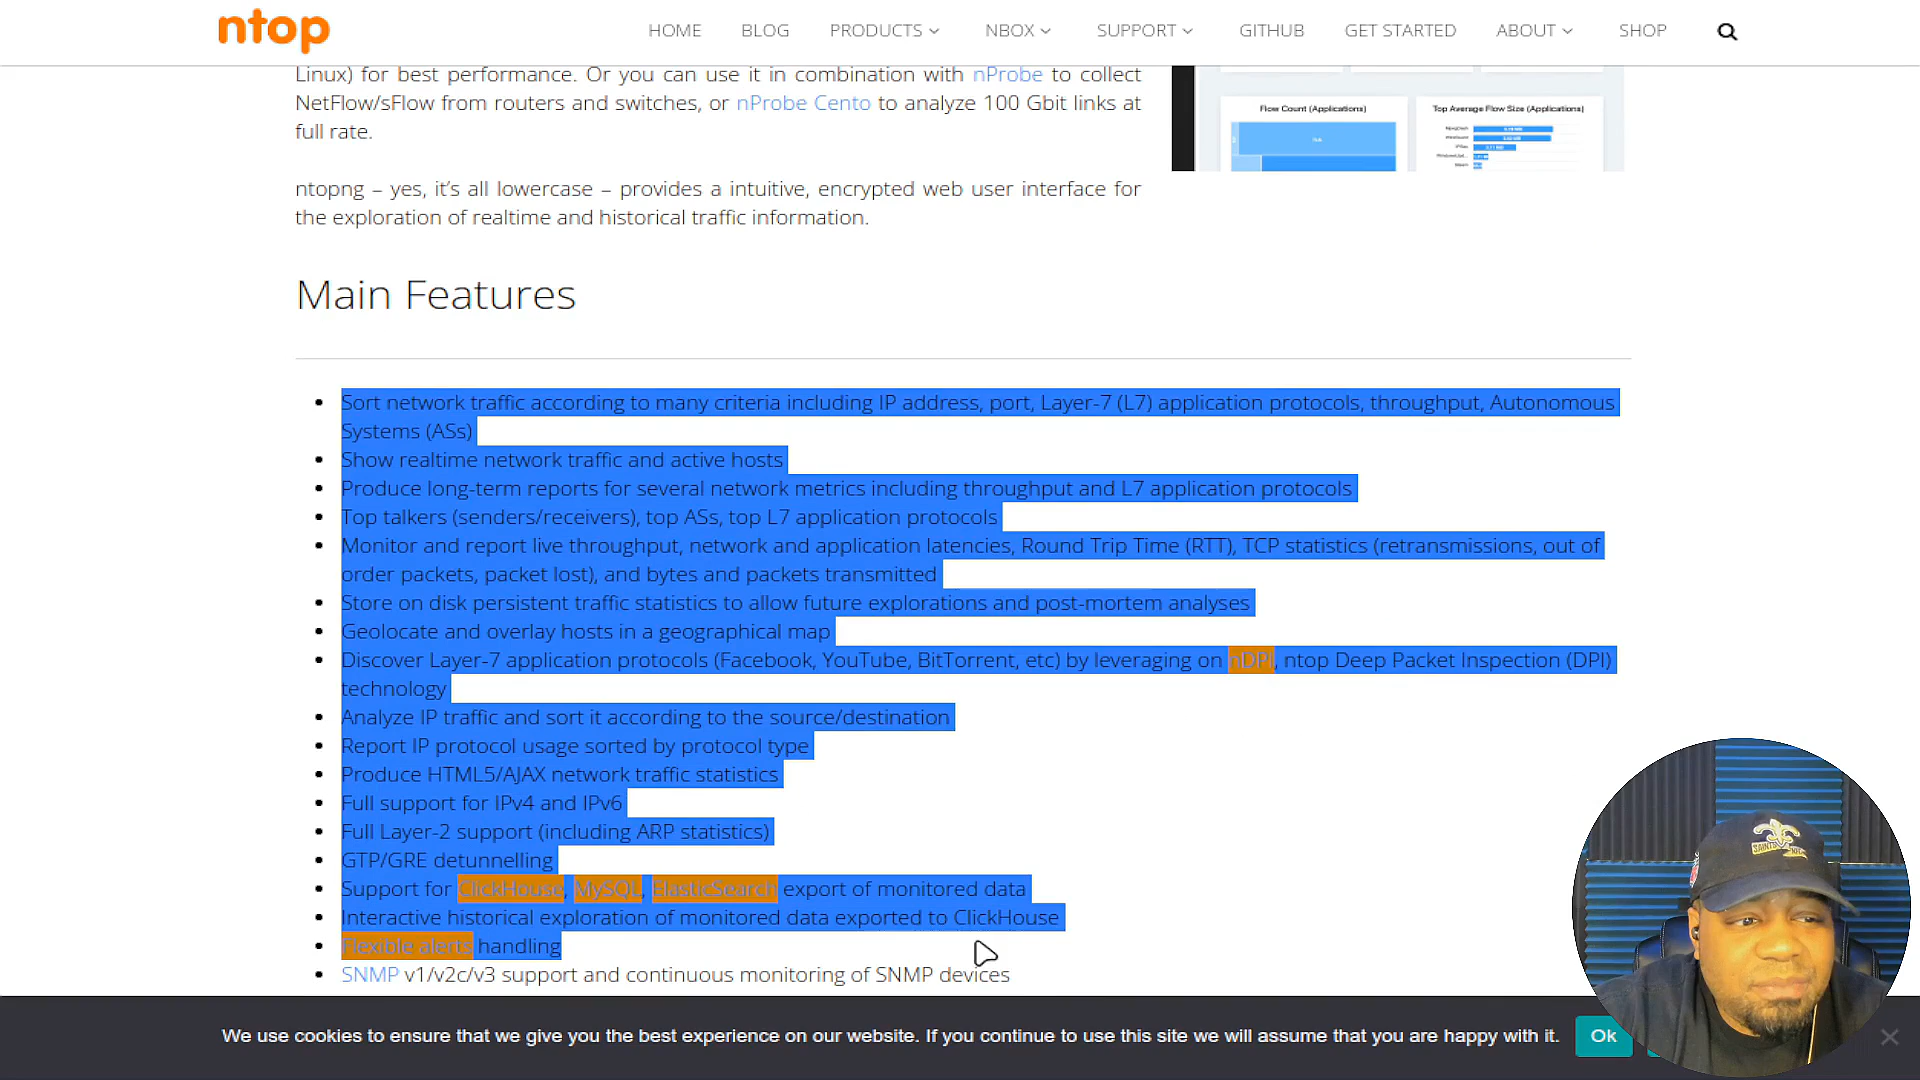 ntop
HOME BLOG PRODUCTS NBOX SUPPORT GITHUB GET STARTED ABOUT SHOP
Linux) for best performance. Or you can use it in combination with nProbe to collect
NetFlow/sFlow from routers and switches, or nProbe Cento to analyze 100 Gbit links at
full rate.
Flow Count (Applications)
Top Average Flow Size (Applications)
ntopng – yes, it's all lowercase – provides a intuitive, encrypted web user interface for
the exploration of realtime and historical traffic information.
Main Features
Sort network traffic according to many criteria including IP address, port, Layer-7 (L7) application protocols, throughput, Autonomous
Systems (ASs)
Show realtime network traffic and active hosts
Produce long-term reports for several network metrics including throughput and L7 application protocols
Top talkers (senders/receivers), top ASs, top L7 application protocols
Monitor and report live throughput, network and application latencies, Round Trip Time (RTT), TCP statistics (retransmissions, out of
order packets, packet lost), and bytes and packets transmitted
Store on disk persistent traffic statistics to allow future explorations and post-mortem analyses
Geolocate and overlay hosts in a geographical map
Discover Layer-7 application protocols (Facebook, YouTube, BitTorrent, etc) by leveraging on nDPI, ntop Deep Packet Inspection (DPI)
technology
Analyze IP traffic and sort it according to the source/destination
Report IP protocol usage sorted by protocol type
Produce HTML5/AJAX network traffic statistics
Full support for IPv4 and IPv6
Full Layer-2 support (including ARP statistics)
GTP/GRE detunnelling
Support for ClickHouse, MySQL, ElasticSearch export of monitored data
Interactive historical exploration of monitored data exported to ClickHouse
Flexible alerts handling
SNMP v1/v2c/v3 support and continuous monitoring of SNMP devices
SAINTS
We use cookies to ensure that we give you the best experience on our website. If you continue to use this site we will assume that you are happy with it.
Ok